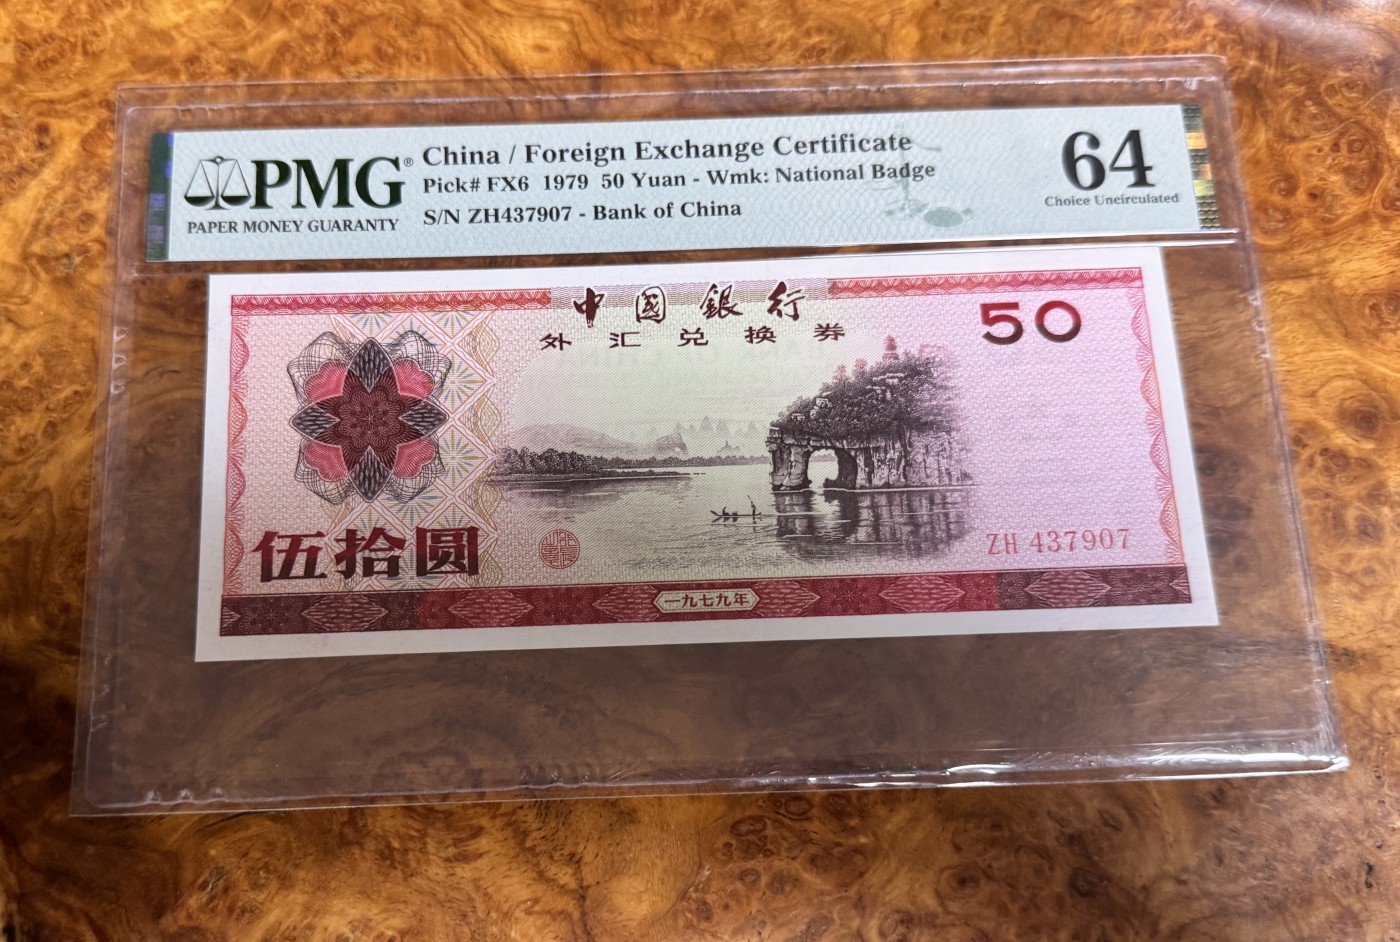 PMG®
PAPER MONEY GUARANTY
China / Foreign Exchange Certificate
Pick# FX6 1979 50 Yuan - Wmk: National Badge
S/N ZH437907 - Bank of China
64
Choice Uncirculated
中國銀行
外汇兑换券
50
伍拾圆
ZH 437907
一九七九年